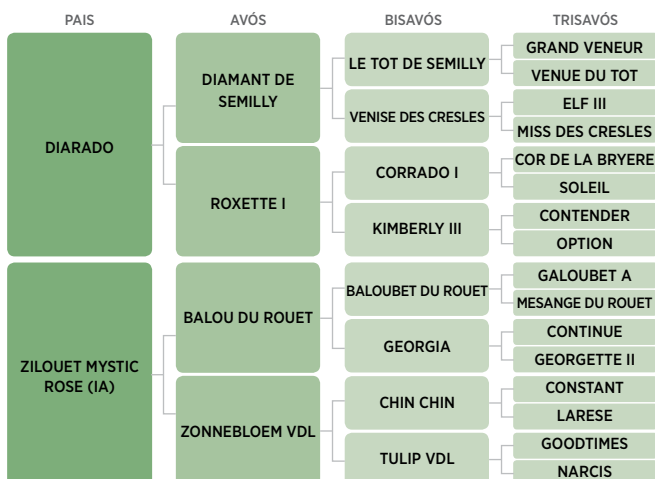 PAIS
AVÓS
BISAVÓS
TRISAVÓS
DIARADO
DIAMANT DE
SEMILLY
LE TOT DE SEMILLY
GRAND VENEUR
VENUE DU TOT
VENISE DES CRESLES
ELF III
MISS DES CRESLES
ROXETTE I
CORRADO I
COR DE LA BRYERE
SOLEIL
KIMBERLY III
CONTENDER
OPTION
ZILOUET MYSTIC
ROSE (IA)
BALOU DU ROUET
BALOUBET DU ROUET
GALOUBET A
MESANGE DU ROUET
GEORGIA
CONTINUE
GEORGETTE II
ZONNEBLOEM VDL
CHIN CHIN
CONSTANT
LARESE
TULIP VDL
GOODTIMES
NARCIS